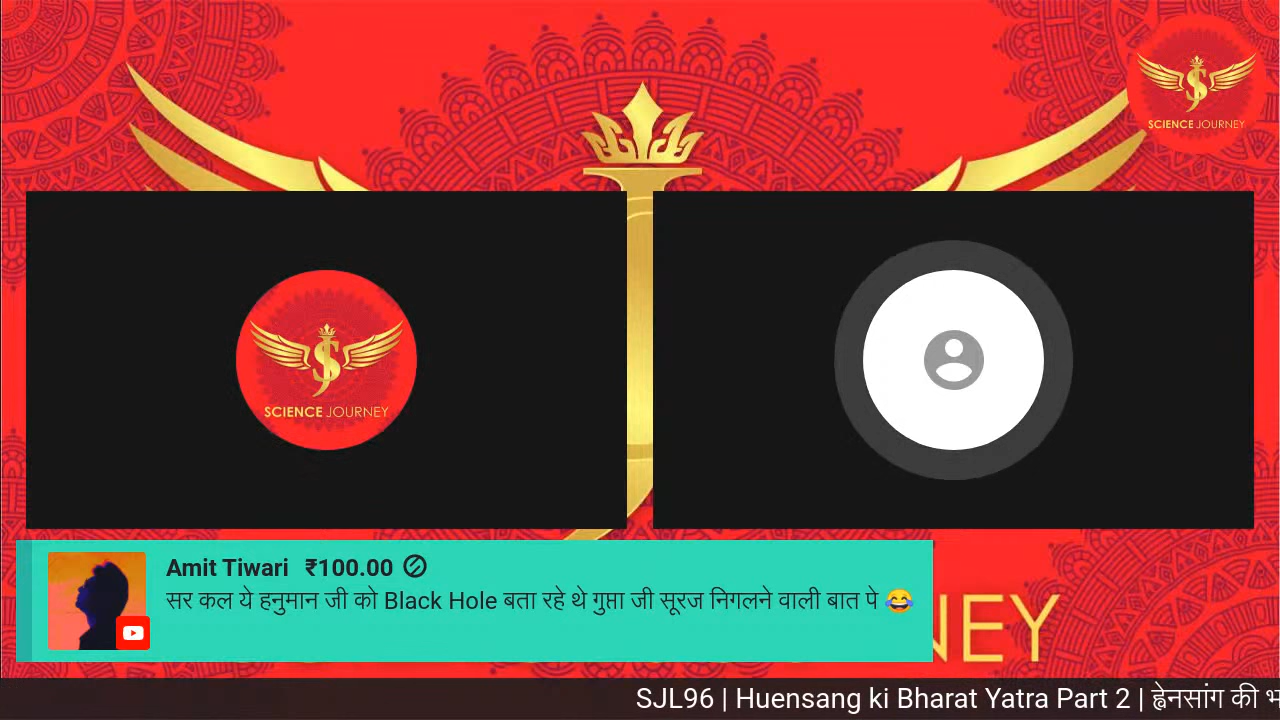 SCIENCE JOURNEY
SCIENCE JOURNEY
Amit Tiwari ₹100.00
सर कल ये हनुमान जी को Black Hole बता रहे थे गुप्ता जी सूरज निगलने वाली बात पे 😂
NEY
SJL96 | Huensang ki Bharat Yatra Part 2 | ह्वेनसांग की